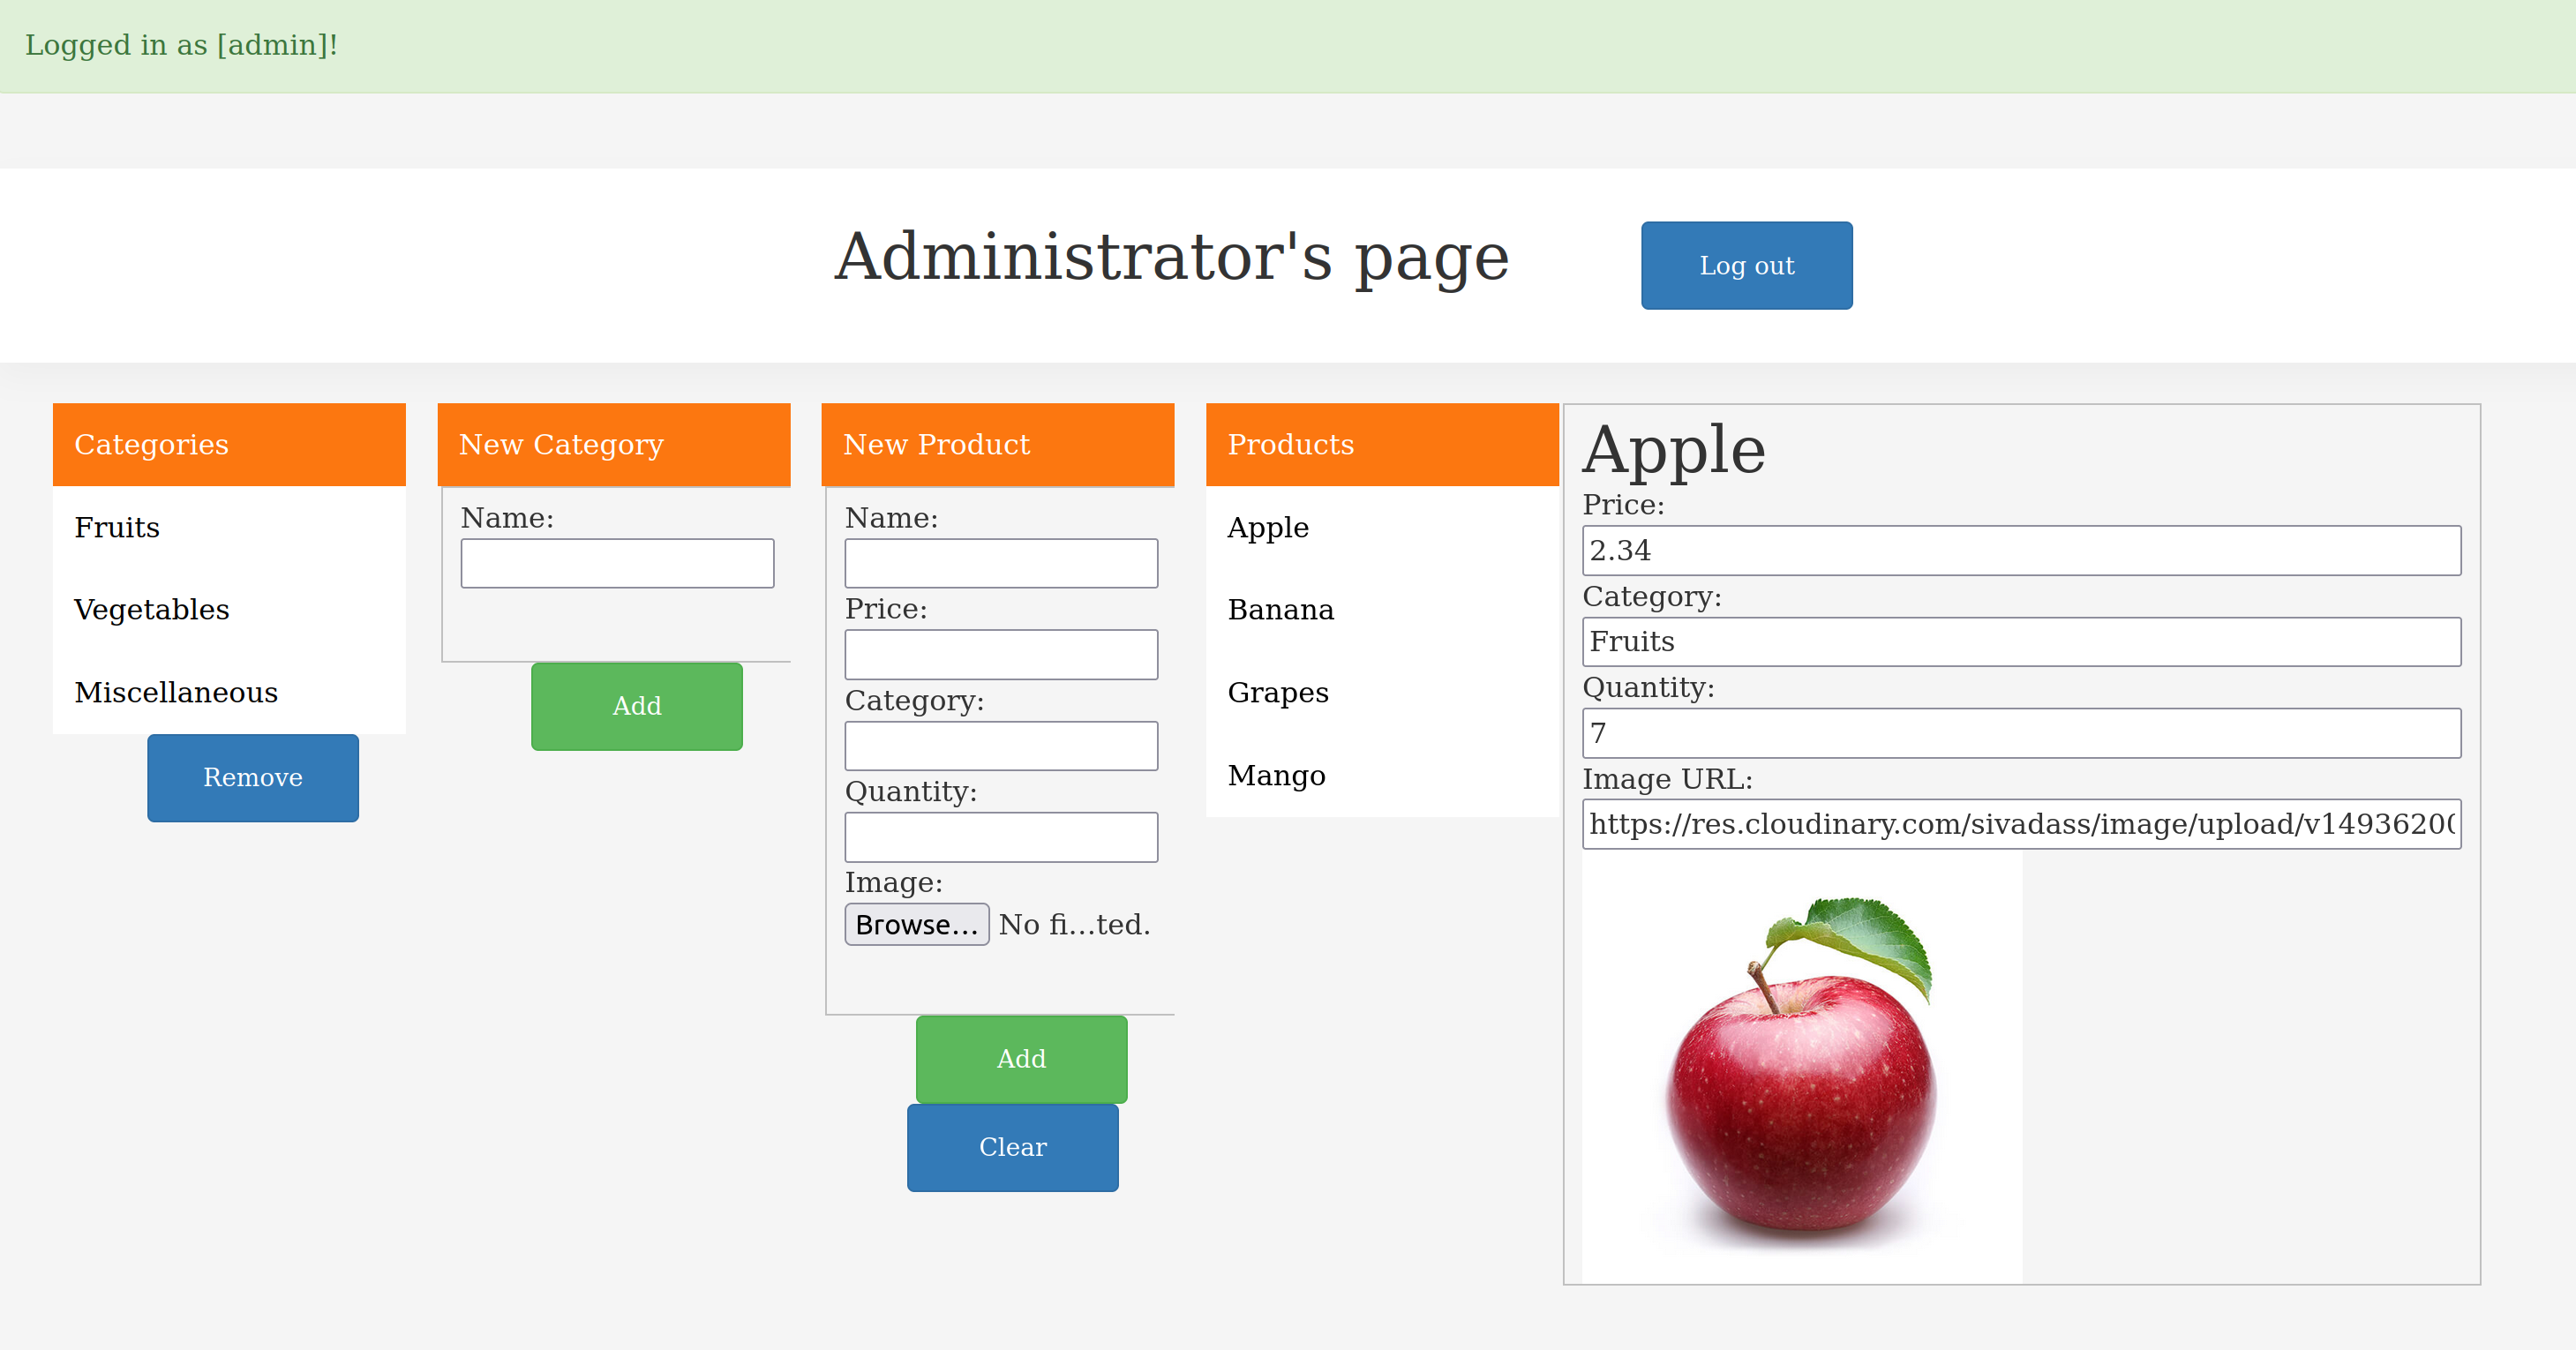 Logged in as [admin]!
Administrator's page
Log out
Categories
Fruits
Vegetables
Miscellaneous
Remove
New Category
Name:
Add
New Product
Name:
Price:
Category:
Quantity:
Image:
Browse... No fi...ted.
Add
Clear
Products
Apple
Banana
Grapes
Mango
Apple
Price:
2.34
Category:
Fruits
Quantity:
7
Image URL:
https://res.cloudinary.com/sivadass/image/upload/v1493620